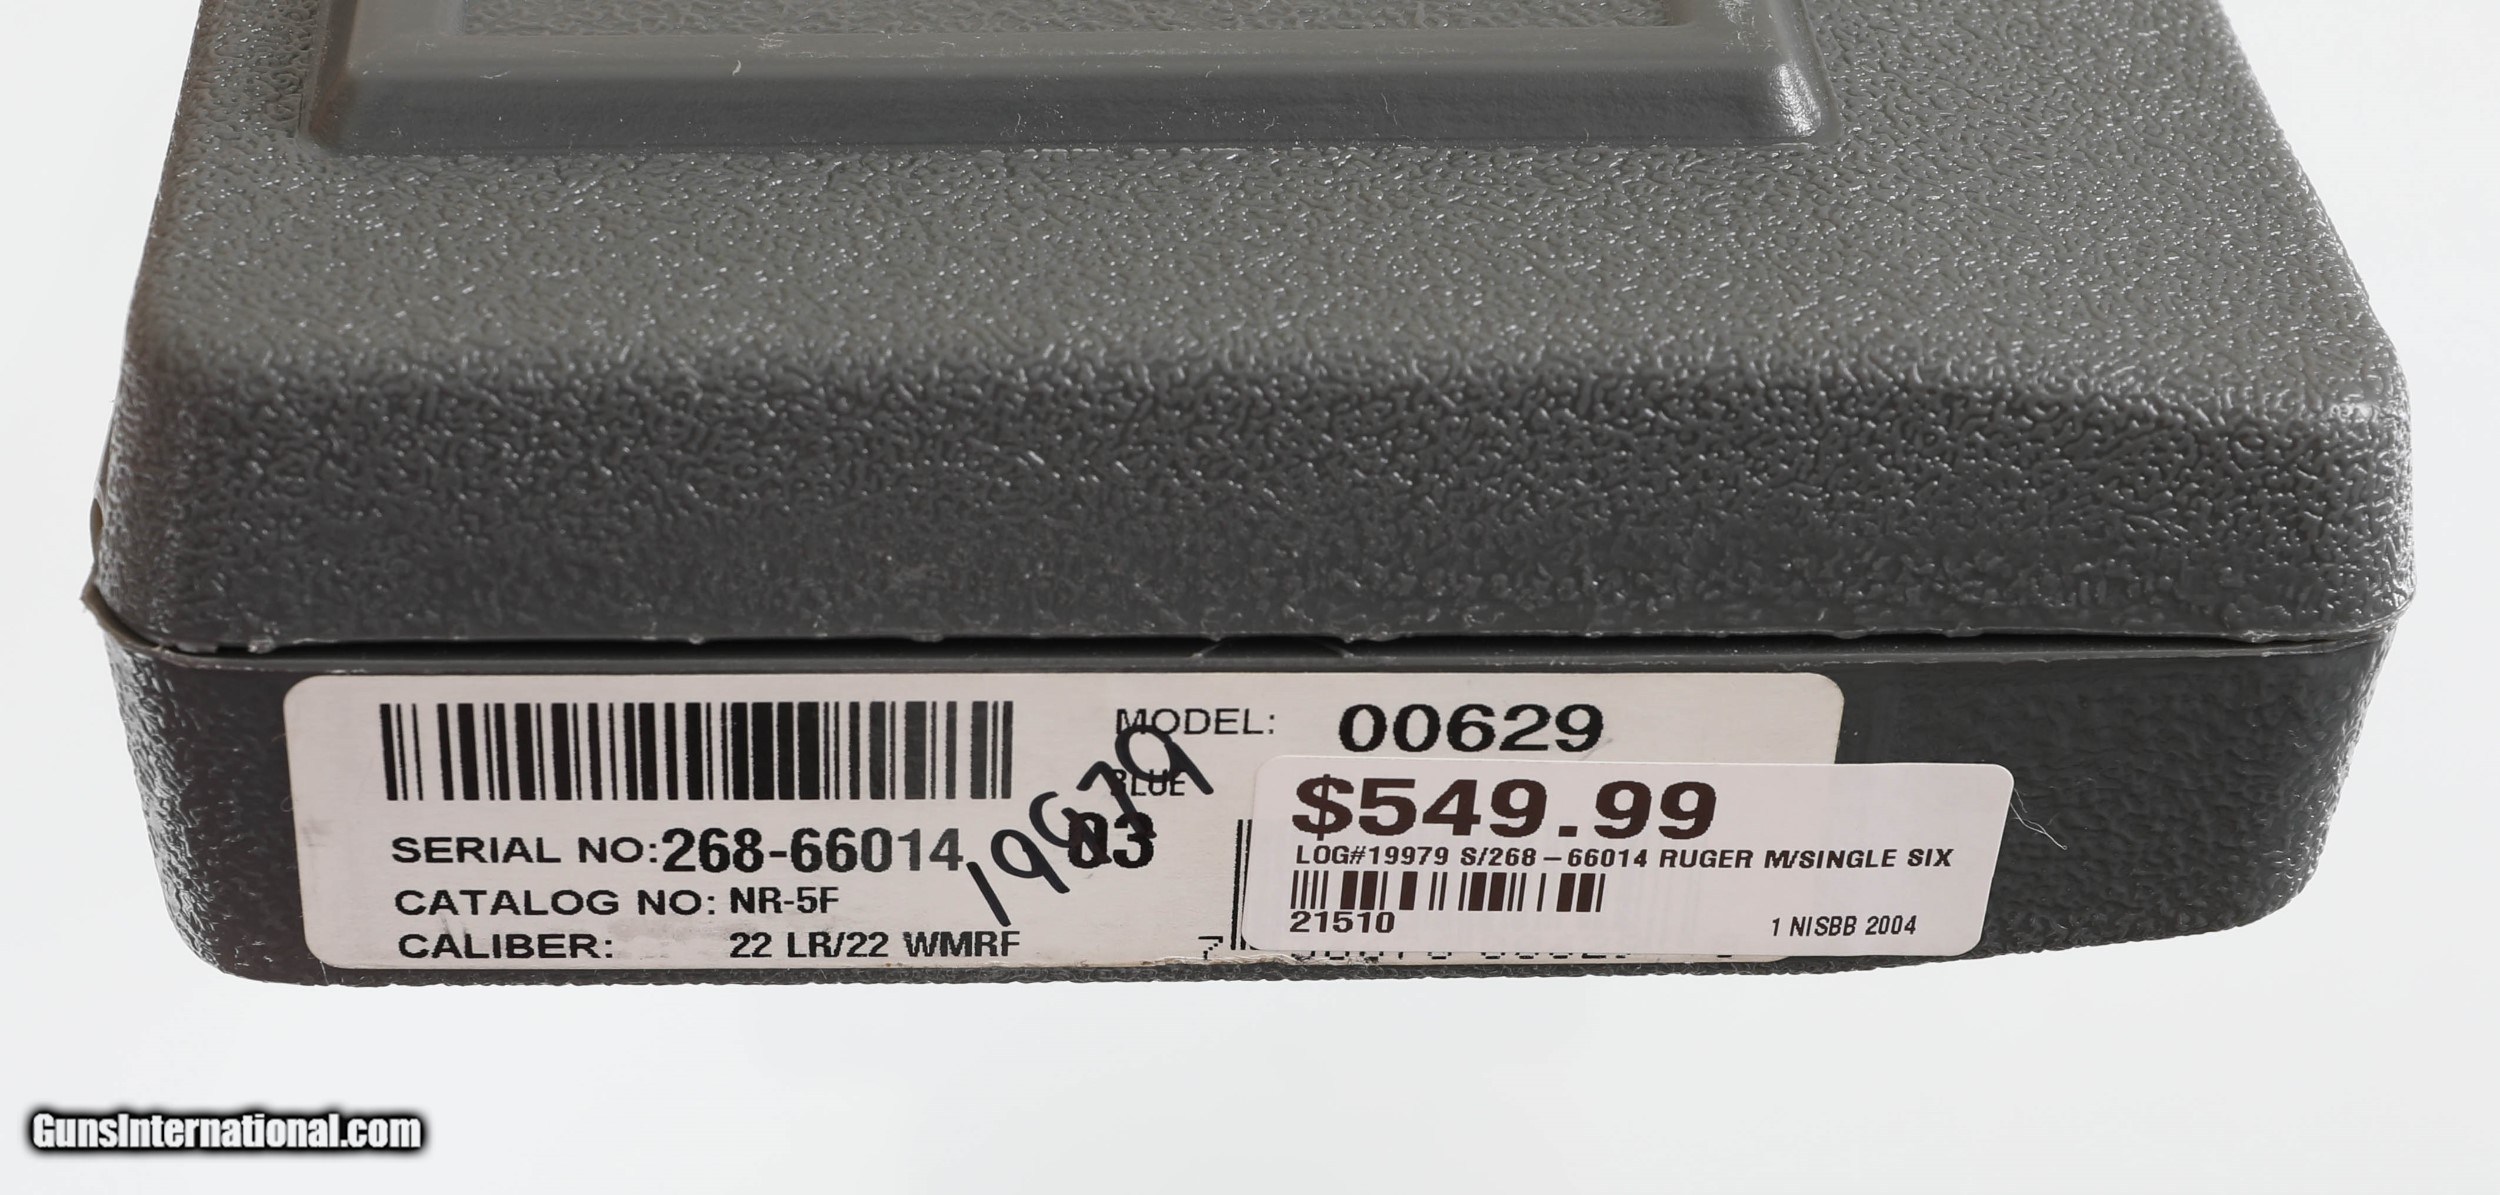 MODEL: 00629
BLUE
19979
SERIAL NO:268-66014 03
CATALOG NO: NR-5F
CALIBER: 22 LR/22 WMRF
$549.99
LOG#19979 S/268-66014 RUGER M/SINGLE SIX
21510
1 NISBB 2004
7
GunsInternational.com